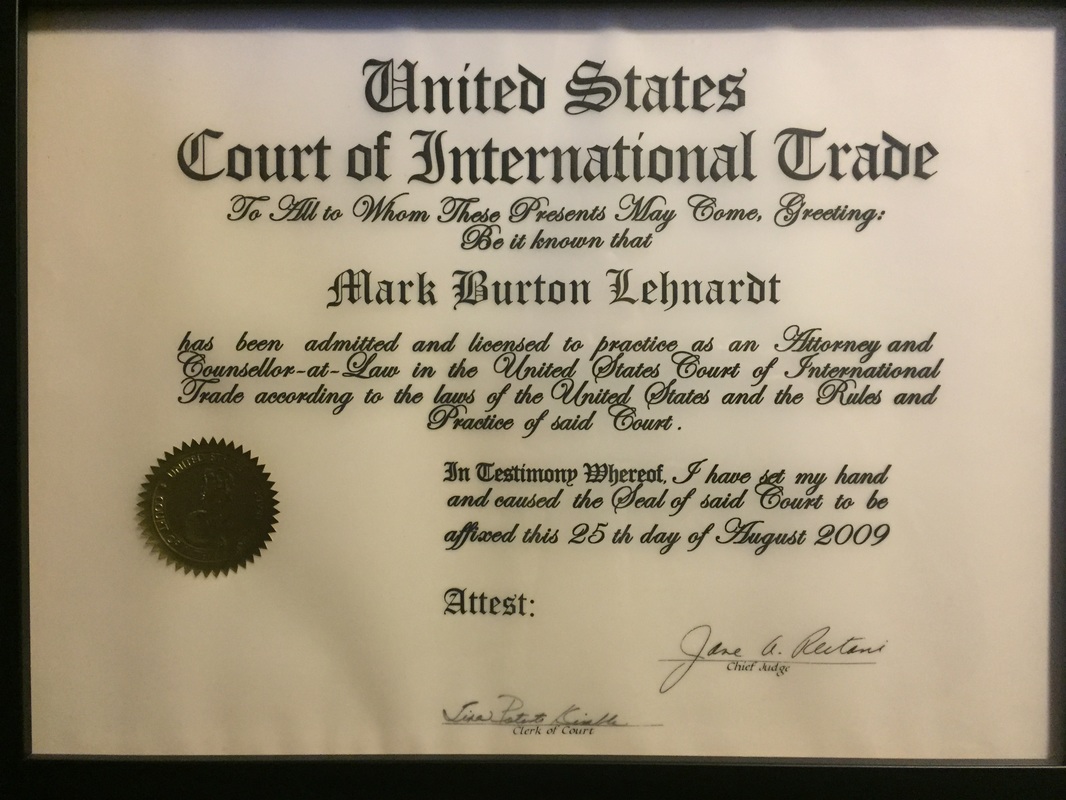 United States
Court of International Trade
To All to Whom These Presents May Come, Greeting:
Be it known that
Mark Burton Lehnardt
has been admitted and licensed to practice as an Attorney and
Counsellor-at-Law in the United States Court of International
Trade according to the laws of the United States and the Rules and
Practice of said Court.
In Testimony Whereof, I have set my hand
and caused the Seal of said Court to be
affixed this 25 th day of August 2009
Attest:
Jane A. Restani
Chief Judge
Clerk of Court